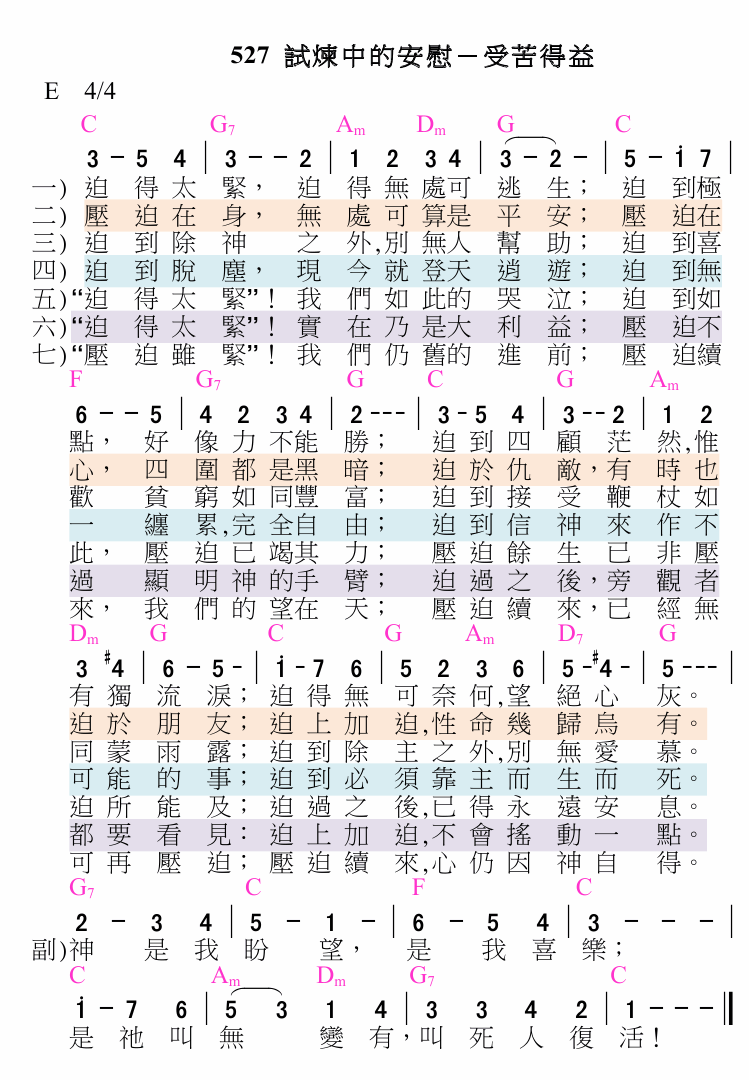 527 試煉中的安慰－受苦得益
E 4/4
C G7 Am Dm G C
3 － 5 4 | 3 － － 2 | 1 2 3 4 | 3 － 2 － | 5 － i 7 |
一) 迫 得 太 緊， 迫 得 無 處可 逃 生； 迫 到極
二) 壓 迫 在 身， 無 處 可 算是 平 安； 壓 迫在
三) 迫 到 除 神 之 外,別 無人 幫 助； 迫 到喜
四) 迫 到 脫 塵， 現 今 就 登天 逍 遊； 迫 到無
五) “迫 得 太 緊”！ 我 們 如 此的 哭 泣； 迫 到如
六) “迫 得 太 緊”！ 實 在 乃 是大 利 益； 壓 迫不
七) “壓 迫 雖 緊”！ 我 們 仍 舊的 進 前； 壓 迫續
F G7 G C G Am
6 － － 5 | 4 2 3 4 | 2 - - - | 3 - 5 4 | 3 - - 2 | 1 2
點， 好 像 力 不能 勝； 迫 到 四 顧 茫 然,惟
心， 四 圍 都 是黑 暗； 迫 於 仇 敵，有 時 也
歡 貧 窮 如 同豐 富； 迫 到 接 受 鞭 杖 如
一 纏 累,完 全自 由； 迫 到 信 神 來 作 不
此， 壓 迫 已 竭其 力； 壓 迫 餘 生 已 非 壓
過 顯 明 神 的手 臂； 迫 過 之 後，旁 觀 者
來， 我 們 的 望在 天； 壓 迫 續 來，已 經 無
Dm G C G Am D7 G
3 #4 | 6 － 5 - | i - 7 6 | 5 2 3 6 | 5 - #4 - | 5 - - - |
有 獨 流 淚； 迫 得 無 可 奈 何,望 絕 心 灰。
迫 於 朋 友； 迫 上 加 迫,性 命 幾 歸 烏 有。
同 蒙 雨 露； 迫 到 除 主 之 外,別 無 愛 慕。
可 能 的 事； 迫 到 必 須 靠 主 而 生 而 死。
迫 所 能 及； 迫 過 之 後,已 得 永 遠 安 息。
都 要 看 見： 迫 上 加 迫,不 會 搖 動 一 點。
可 再 壓 迫； 壓 迫 續 來,心 仍 因 神 自 得。
G7 C F C
2 － 3 4 | 5 － 1 － | 6 － 5 4 | 3 － － － |
副)神 是 我 盼 望， 是 我 喜 樂；
C Am Dm G7 C
i － 7 6 | 5 3 1 4 | 3 3 4 2 | 1 － － － ‖
是 祂 叫 無 變 有，叫 死 人 復 活！